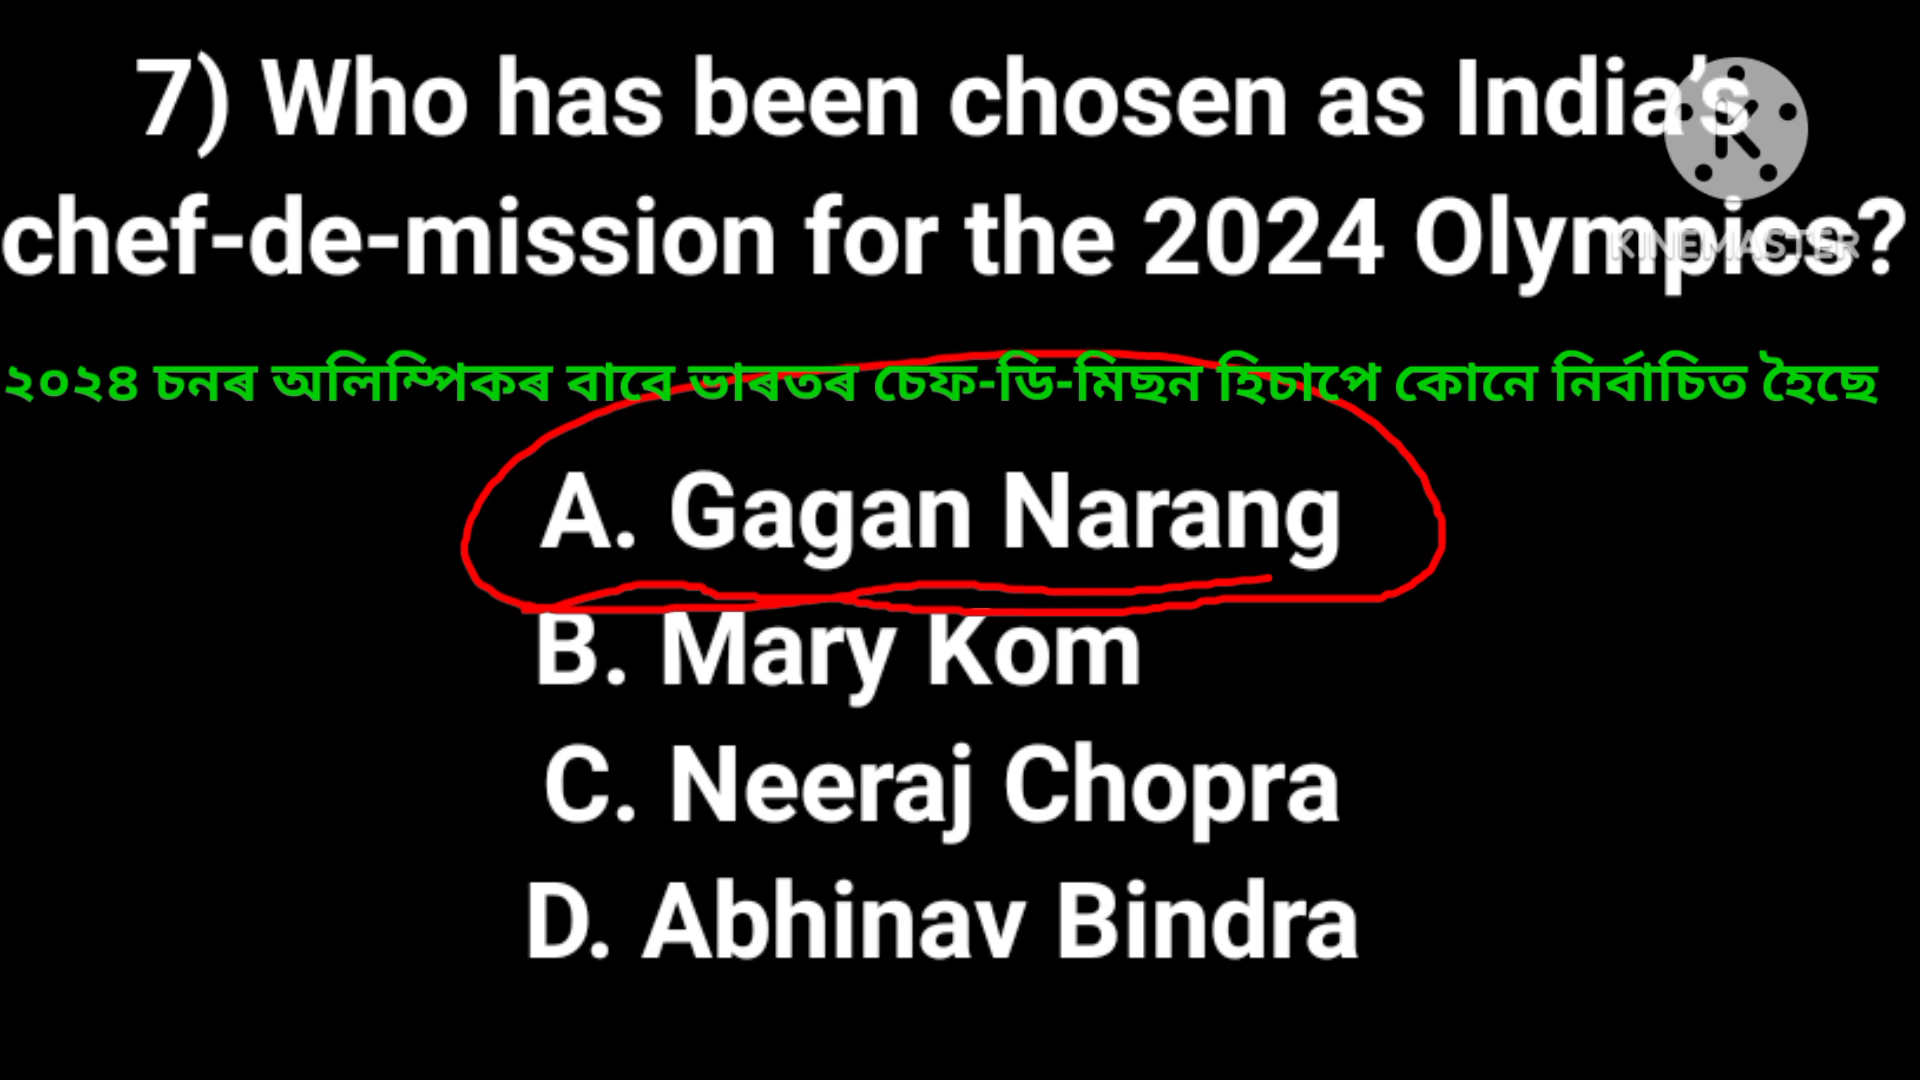 7) Who has been chosen as India's
chef-de-mission for the 2024 Olympics?
KINEMASTER
২০২৪ চনৰ অলিম্পিকৰ বাবে ভাৰতৰ চেফ-ডি-মিছন হিচাপে কোনে নিৰ্বাচিত হৈছে
A. Gagan Narang
B. Mary Kom
C. Neeraj Chopra
D. Abhinav Bindra